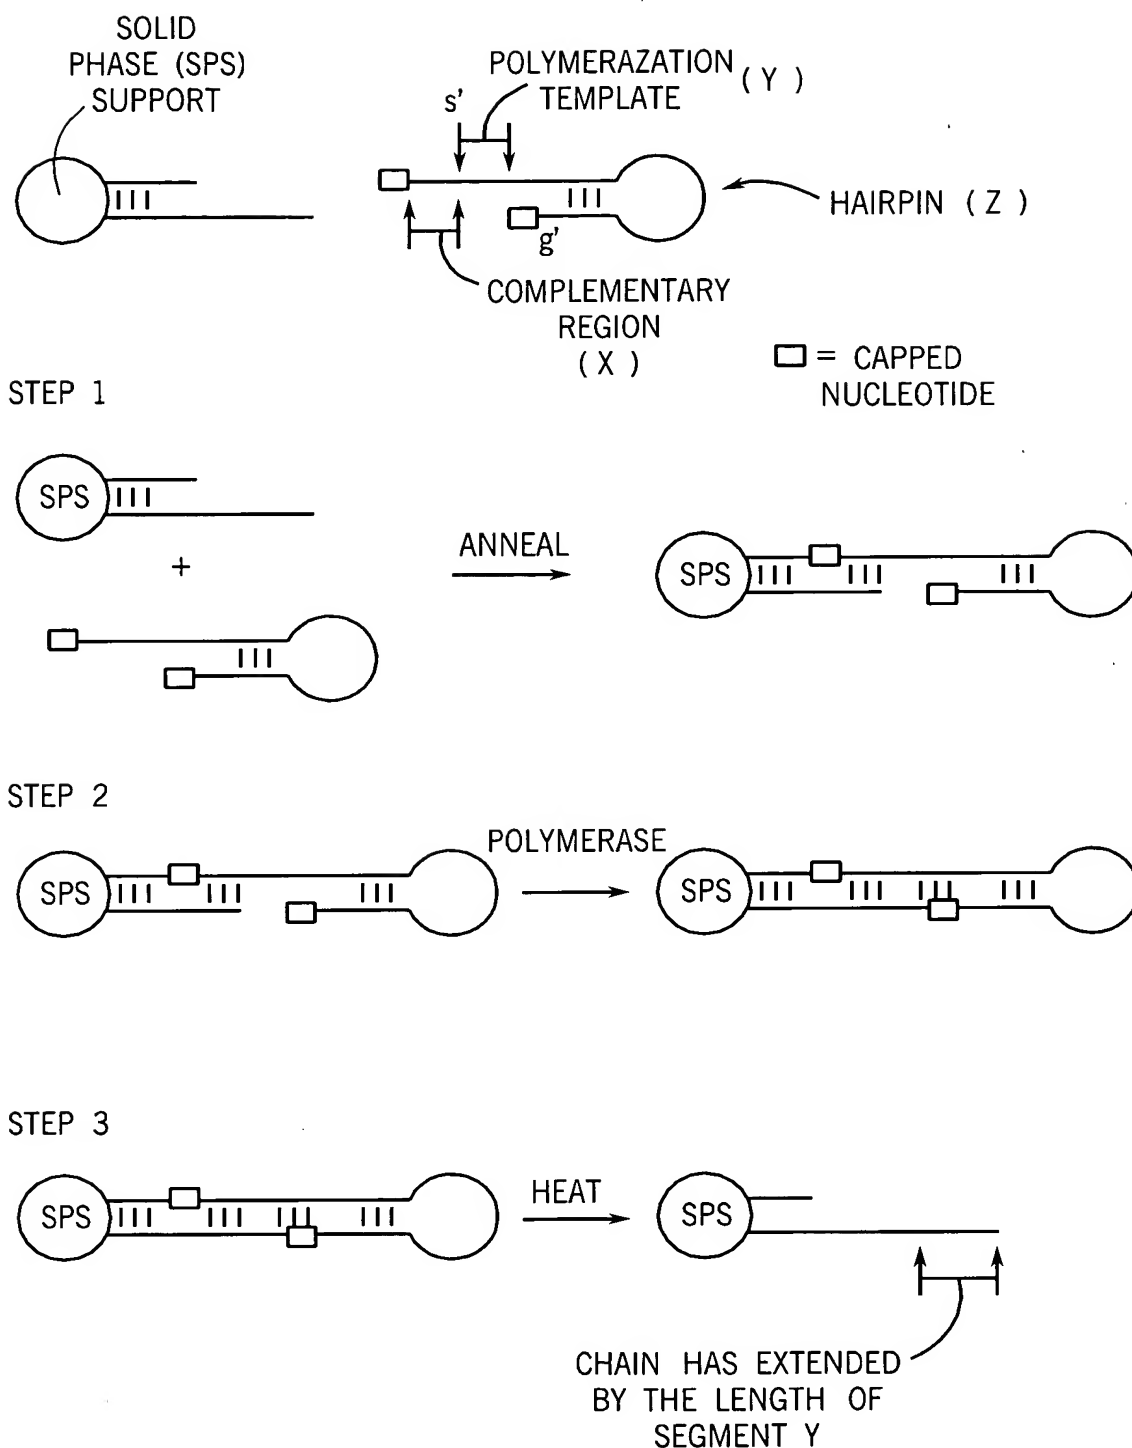 SOLID
PHASE (SPS)
SUPPORT
POLYMERAZATION
TEMPLATE
( Y )
s'
HAIRPIN ( Z )
g'
COMPLEMENTARY
REGION
( X )
= CAPPED
NUCLEOTIDE
STEP 1
SPS
+
ANNEAL
SPS
STEP 2
SPS
POLYMERASE
SPS
STEP 3
SPS
HEAT
SPS
CHAIN HAS EXTENDED
BY THE LENGTH OF
SEGMENT Y